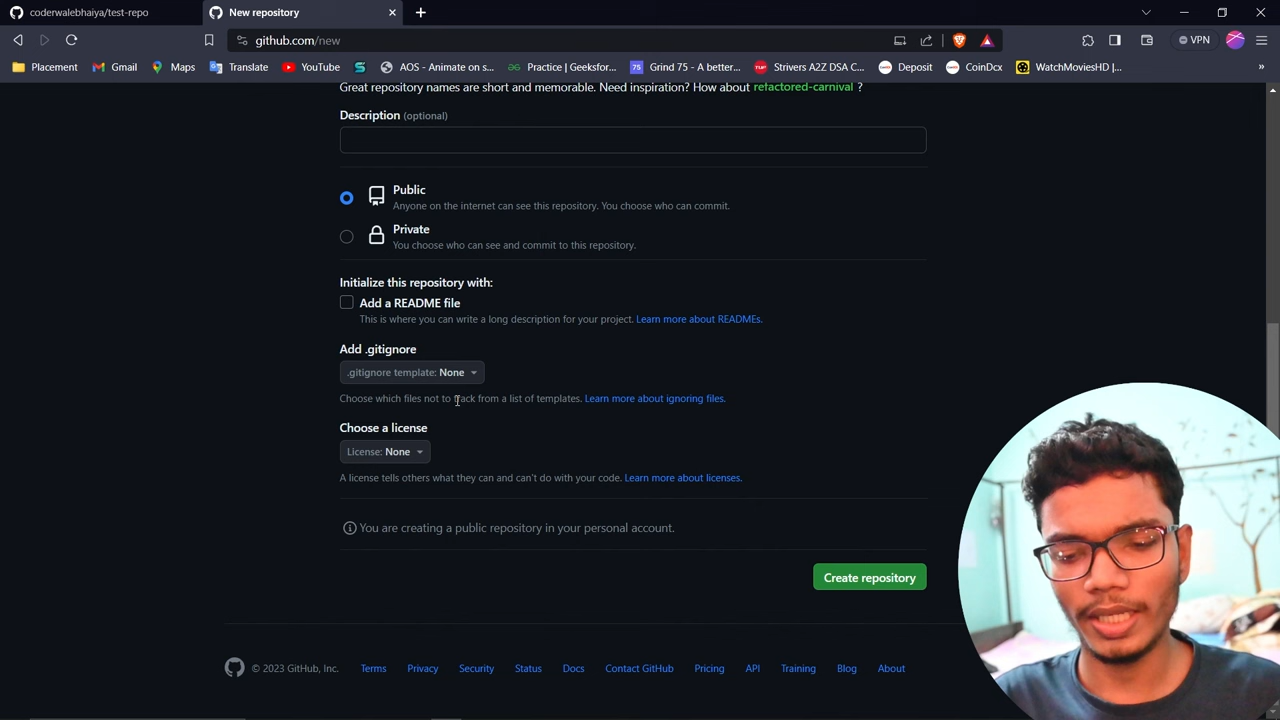 coderwalebhaiya/test-repo
New repository
github.com/new
VPN
Placement
Gmail
Maps
Translate
YouTube
AOS - Animate on s...
Practice | Geeksfor...
75
Grind 75 - A better...
TUF
Strivers A2Z DSA C...
Deposit
CoinDcx
WatchMoviesHD |...
»
Great repository names are short and memorable. Need inspiration? How about refactored-carnival ?
Description (optional)
Public
Anyone on the internet can see this repository. You choose who can commit.
Private
You choose who can see and commit to this repository.
Initialize this repository with:
Add a README file
This is where you can write a long description for your project. Learn more about READMEs.
Add .gitignore
.gitignore template: None
Choose which files not to track from a list of templates. Learn more about ignoring files.
Choose a license
License: None
A license tells others what they can and can't do with your code. Learn more about licenses.
You are creating a public repository in your personal account.
Create repository
© 2023 GitHub, Inc.
Terms
Privacy
Security
Status
Docs
Contact GitHub
Pricing
API
Training
Blog
About